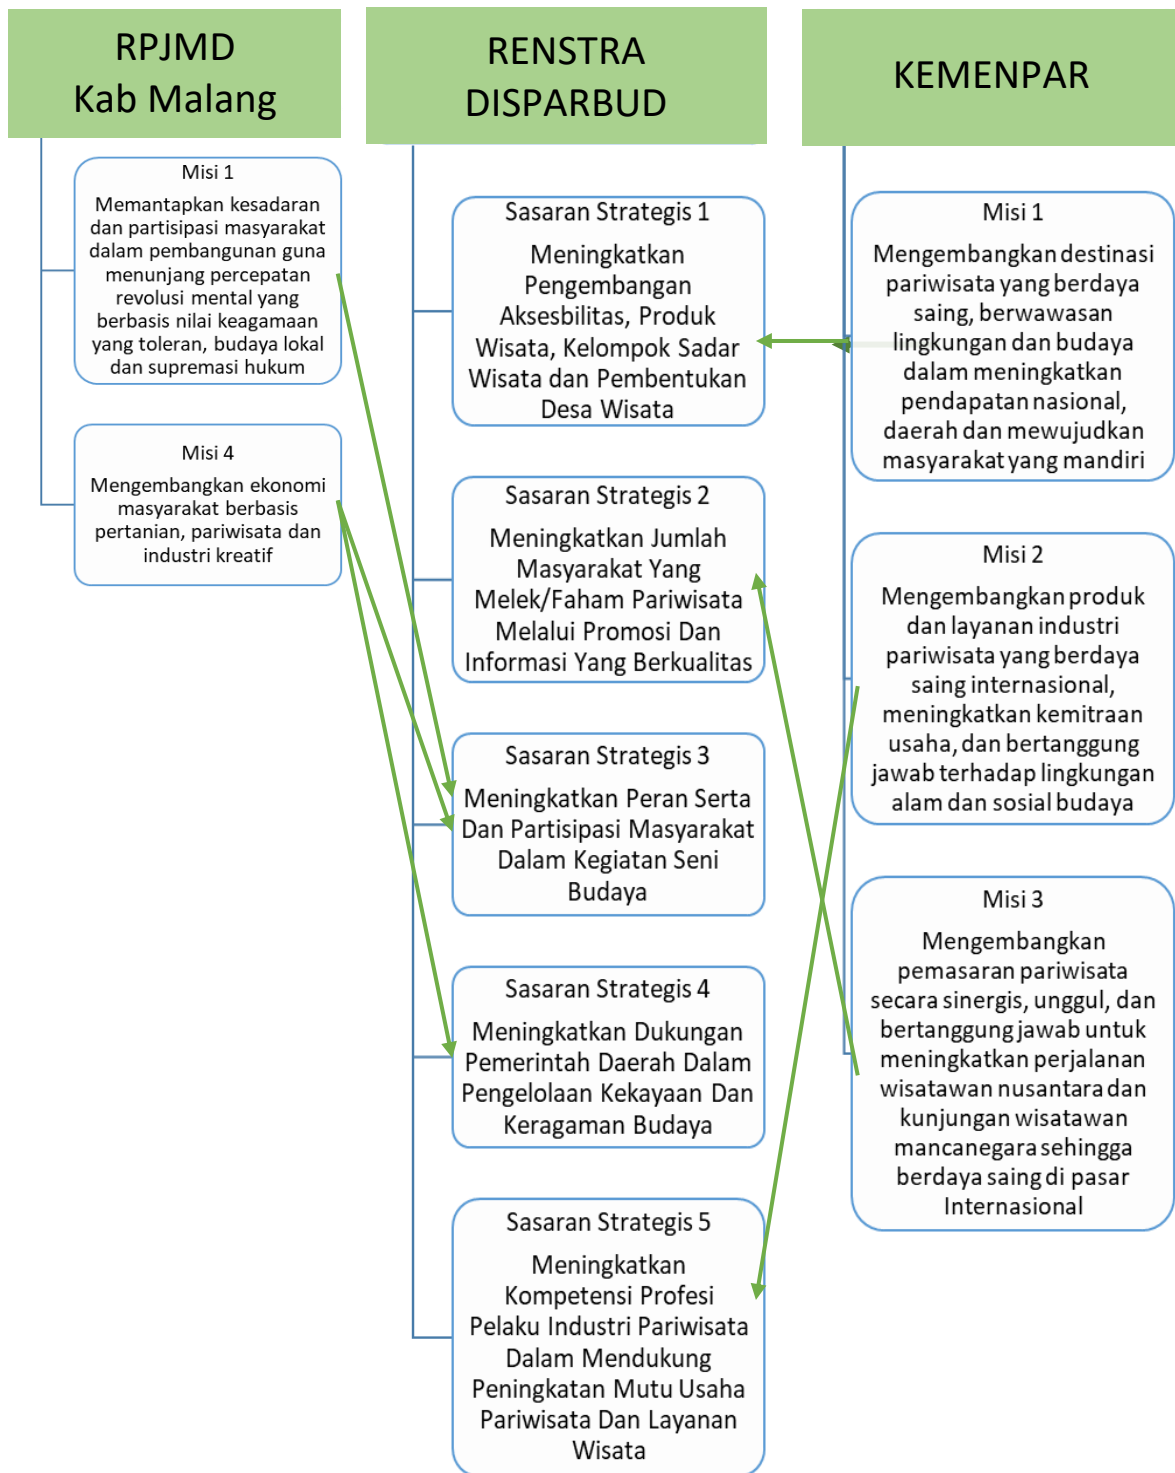 RPJMD
Kab Malang
Misi 1
Memantapkan kesadaran
dan partisipasi masyarakat
dalam pembangunan guna
menunjang percepatan
revolusi mental yang
berbasis nilai keagamaan
yang toleran, budaya lokal
dan supremasi hukum
Misi 4
Mengembangkan ekonomi
masyarakat berbasis
pertanian, pariwisata dan
industri kreatif
RENSTRA
DISPARBUD
Sasaran Strategis 1
Meningkatkan
Pengembangan
Aksesbilitas, Produk
Wisata, Kelompok Sadar
Wisata dan Pembentukan
Desa Wisata
Sasaran Strategis 2
Meningkatkan Jumlah
Masyarakat Yang
Melek/Faham Pariwisata
Melalui Promosi Dan
Informasi Yang Berkualitas
Sasaran Strategis 3
Meningkatkan Peran Serta
Dan Partisipasi Masyarakat
Dalam Kegiatan Seni
Budaya
Sasaran Strategis 4
Meningkatkan Dukungan
Pemerintah Daerah Dalam
Pengelolaan Kekayaan Dan
Keragaman Budaya
Sasaran Strategis 5
Meningkatkan
Kompetensi Profesi
Pelaku Industri Pariwisata
Dalam Mendukung
Peningkatan Mutu Usaha
Pariwisata Dan Layanan
Wisata
KEMENPAR
Misi 1
Mengembangkan destinasi
pariwisata yang berdaya
saing, berwawasan
lingkungan dan budaya
dalam meningkatkan
pendapatan nasional,
daerah dan mewujudkan
masyarakat yang mandiri
Misi 2
Mengembangkan produk
dan layanan industri
pariwisata yang berdaya
saing internasional,
meningkatkan kemitraan
usaha, dan bertanggung
jawab terhadap lingkungan
alam dan sosial budaya
Misi 3
Mengembangkan
pemasaran pariwisata
secara sinergis, unggul, dan
bertanggung jawab untuk
meningkatkan perjalanan
wisatawan nusantara dan
kunjungan wisatawan
mancanegara sehingga
berdaya saing di pasar
Internasional